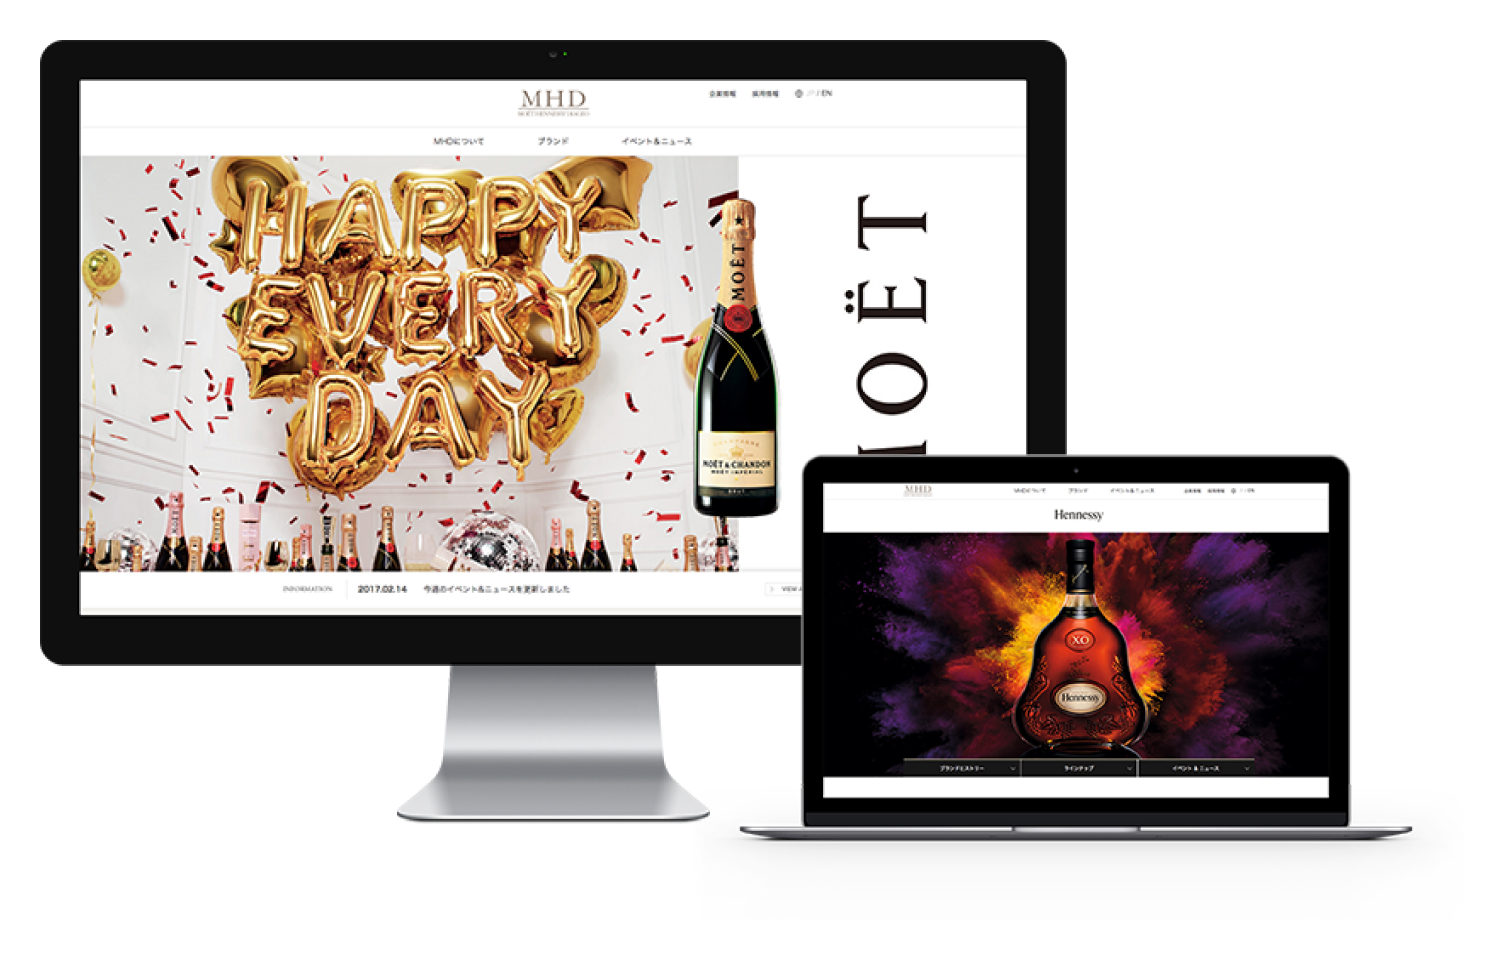 MHD
MOËT HENNESSY DIAGEO
企業情報 採用情報 JP / EN
MHDについて ブランド イベント&ニュース
HAPPY
EVERY
DAY
MOËT
MOËT
CHAMPAGNE
MOËT & CHANDON
MOËT IMPÉRIAL
BRUT
INFORMATION 2017.02.14 今週のイベント&ニュースを更新しました
VIEW
MHD
MHDについて ブランド イベント&ニュース 企業情報 採用情報 JP / EN
Hennessy
X.O
Hennessy
ブランドヒストリー ラインナップ イベント & ニュース